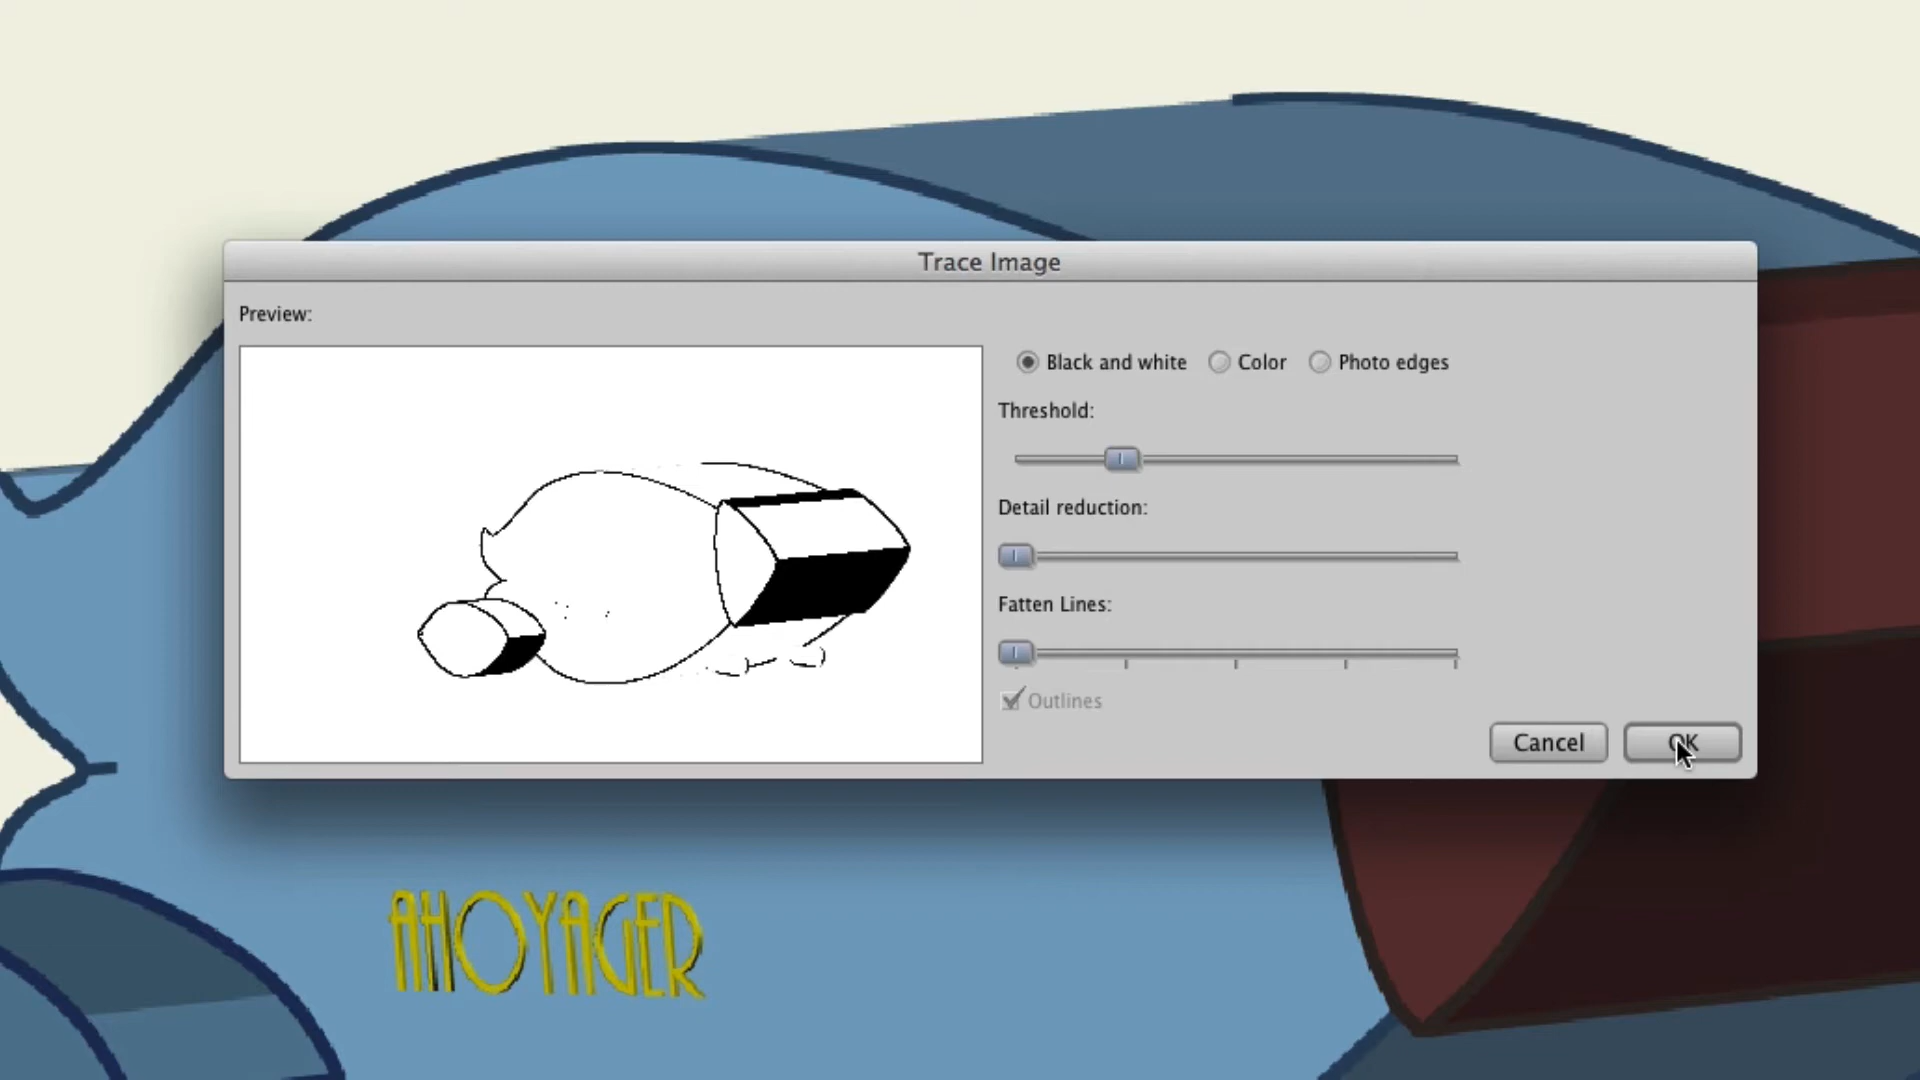 Trace Image
Preview:
Black and white Color Photo edges
Threshold:
Detail reduction:
Fatten Lines:
Outlines
Cancel OK
AHOYAGER